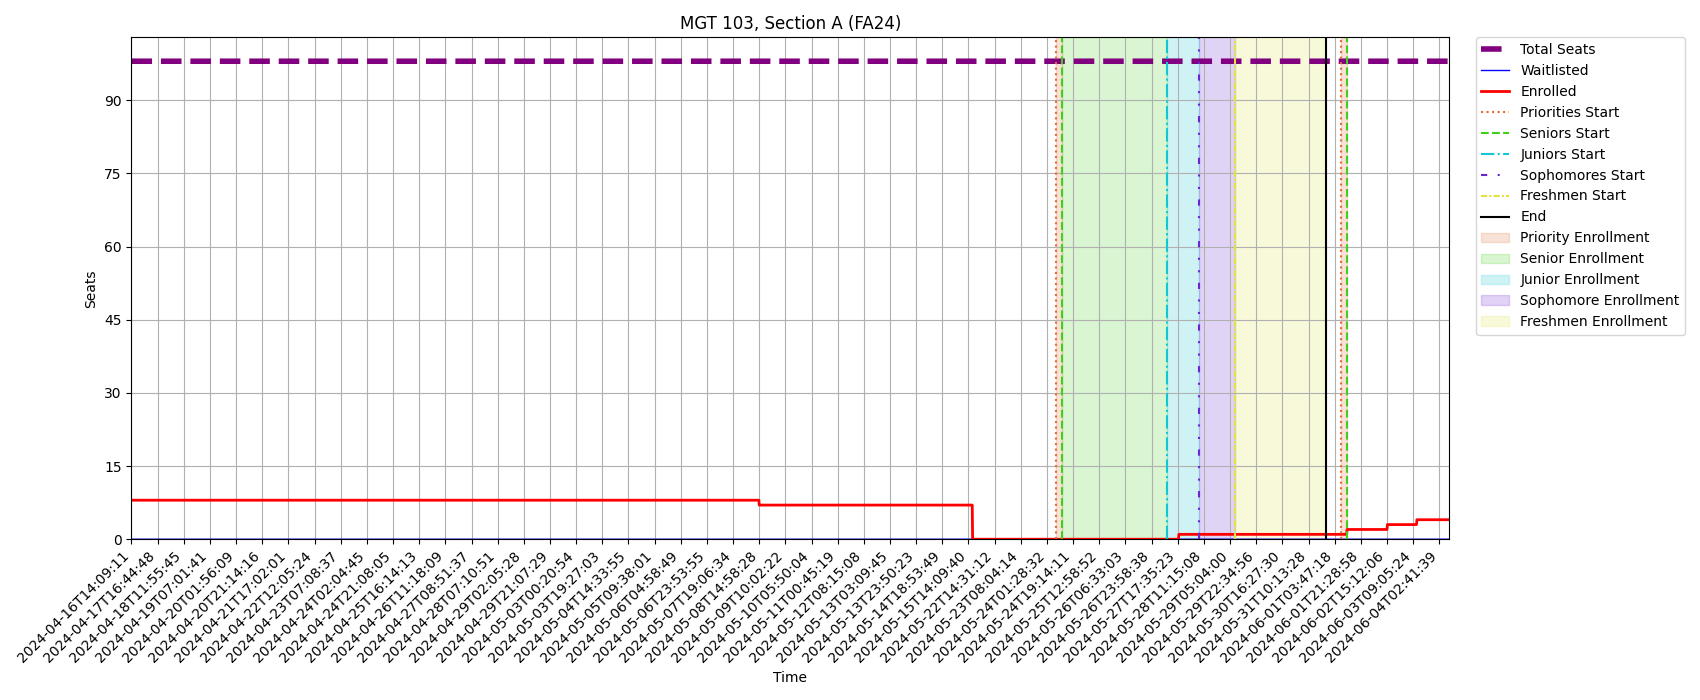 MGT 103, Section A (FA24)
Seats
90
75
60
45
30
15
0
2024-04-16T14:09:11
2024-04-17T16:44:48
2024-04-18T11:55:45
2024-04-19T07:01:41
2024-04-20T01:56:09
2024-04-20T21:14:16
2024-04-21T17:02:01
2024-04-22T12:05:24
2024-04-23T07:08:37
2024-04-24T02:04:45
2024-04-24T21:08:05
2024-04-25T16:14:13
2024-04-26T11:18:09
2024-04-27T08:51:37
2024-04-28T07:10:51
2024-04-29T02:05:28
2024-04-29T21:07:29
2024-05-03T00:20:54
2024-05-03T19:27:03
2024-05-04T14:33:55
2024-05-05T09:38:01
2024-05-06T04:58:49
2024-05-06T23:53:55
2024-05-07T19:06:34
2024-05-08T14:58:28
2024-05-09T10:02:22
2024-05-10T05:50:04
2024-05-11T00:45:19
2024-05-12T08:15:08
2024-05-13T03:09:45
2024-05-13T23:50:23
2024-05-14T18:53:49
2024-05-15T14:09:40
2024-05-22T14:31:12
2024-05-23T08:04:14
2024-05-24T01:28:32
2024-05-24T19:14:11
2024-05-25T12:58:52
2024-05-26T06:33:03
2024-05-26T23:58:38
2024-05-27T17:35:23
2024-05-28T11:15:08
2024-05-29T05:04:00
2024-05-29T22:34:56
2024-05-30T16:27:30
2024-05-31T10:13:28
2024-06-01T03:47:18
2024-06-01T21:28:58
2024-06-02T15:12:06
2024-06-03T09:05:24
2024-06-04T02:41:39
Time
Total Seats
Waitlisted
Enrolled
Priorities Start
Seniors Start
Juniors Start
Sophomores Start
Freshmen Start
End
Priority Enrollment
Senior Enrollment
Junior Enrollment
Sophomore Enrollment
Freshmen Enrollment